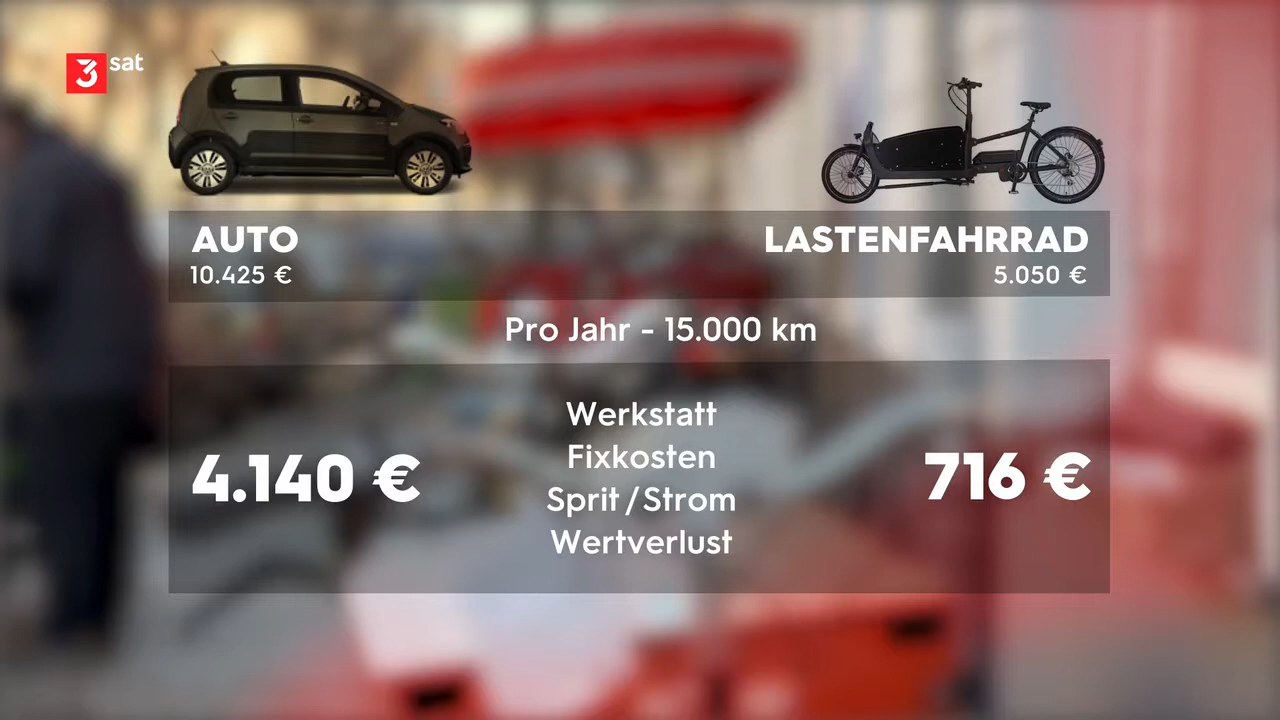 3sat
AUTO
10.425 €
LASTENFAHRRAD
5.050 €
Pro Jahr - 15.000 km
4.140 €
Werkstatt
Fixkosten
Sprit / Strom
Wertverlust
716 €